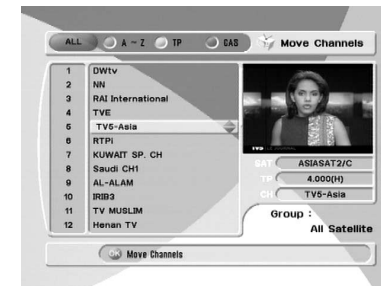 ALL A ~ Z TP CAS Move Channels
1 DWtv
2 NN
3 RAI International
4 TVE
5 TV5-Asia
6 RTPi
7 KUWAIT SP. CH
8 Saudi CH1
9 AL-ALAM
10 IRIB3
11 TV MUSLIM
12 Henan TV
SAT ASIASAT2/C
TP 4.000(H)
CH TV5-Asia
Group :
All Satellite
OK Move Channels